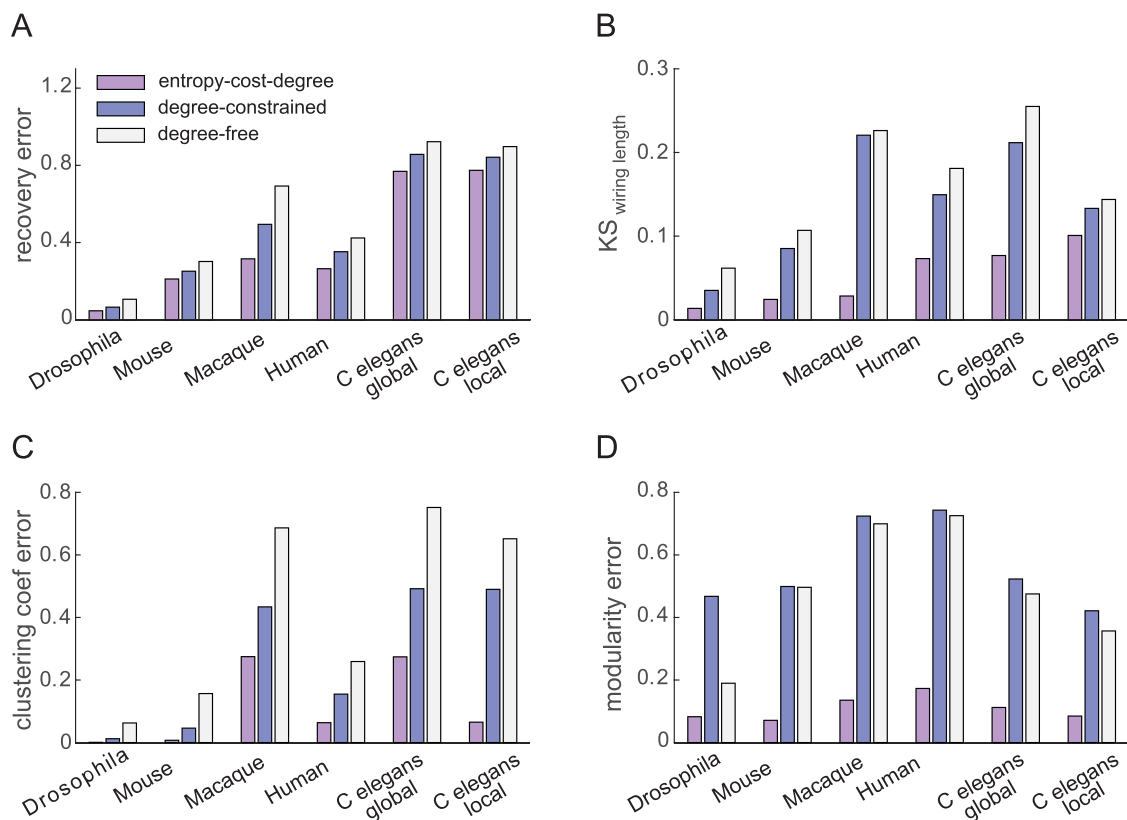 A
recovery error
1.2
0.8
0.4
0
entropy-cost-degree
degree-constrained
degree-free
Drosophila
Mouse
Macaque
Human
C elegans
global
C elegans
local
B
KS wiring length
0.3
0.2
0.1
0
Drosophila
Mouse
Macaque
Human
C elegans
global
C elegans
local
C
clustering coef error
0.8
0.6
0.4
0.2
0
Drosophila
Mouse
Macaque
Human
C elegans
global
C elegans
local
D
modularity error
0.8
0.6
0.4
0.2
0
Drosophila
Mouse
Macaque
Human
C elegans
global
C elegans
local